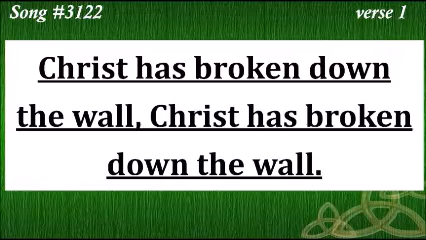 Song #3122 verse 1
Christ has broken down
the wall, Christ has broken
down the wall.